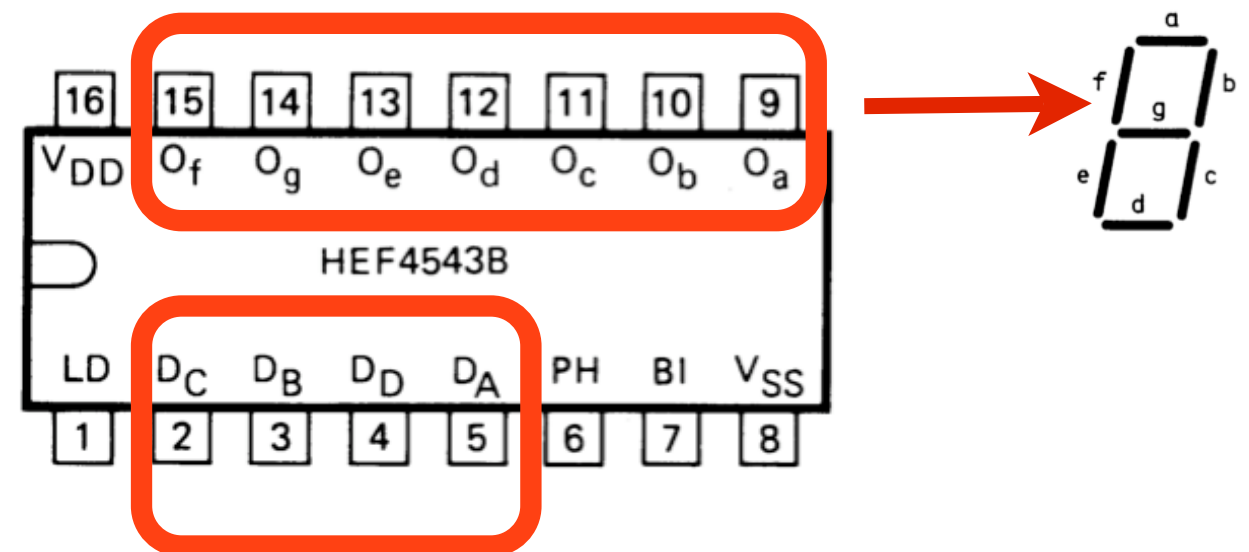 16 15 14 13 12 11 10 9
VDD Of Og Oe Od Oc Ob Oa
HEF4543B
LD DC DB DD DA PH BI VSS
1 2 3 4 5 6 7 8
a
f b
g
e c
d